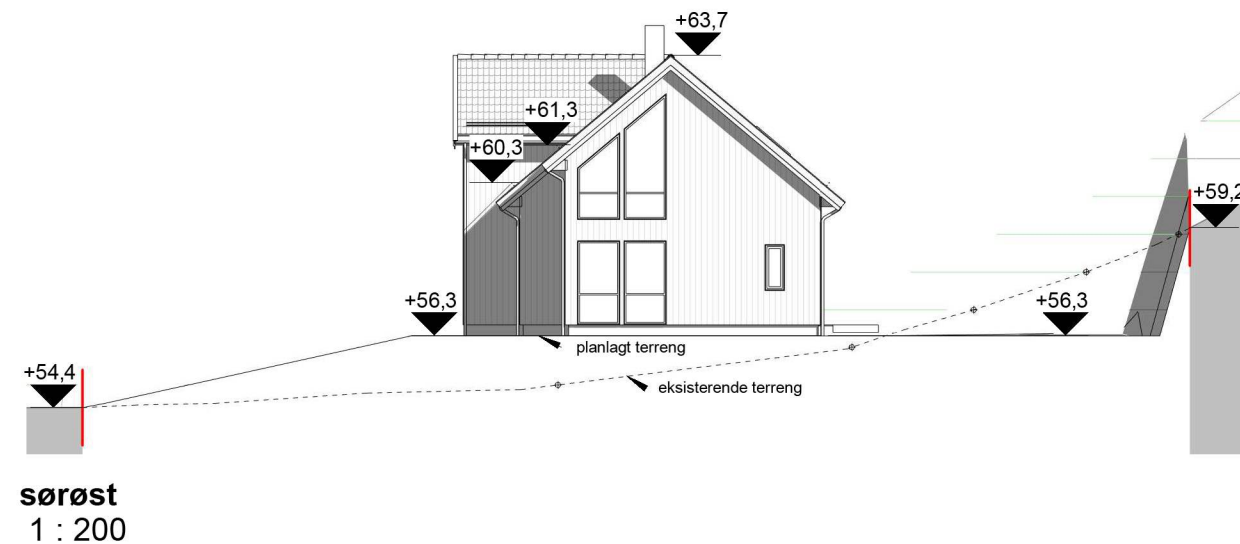 +63,7
+61,3
+60,3
+59,2
+56,3
+56,3
planlagt terreng
+54,4
eksisterende terreng
sørøst
1 : 200